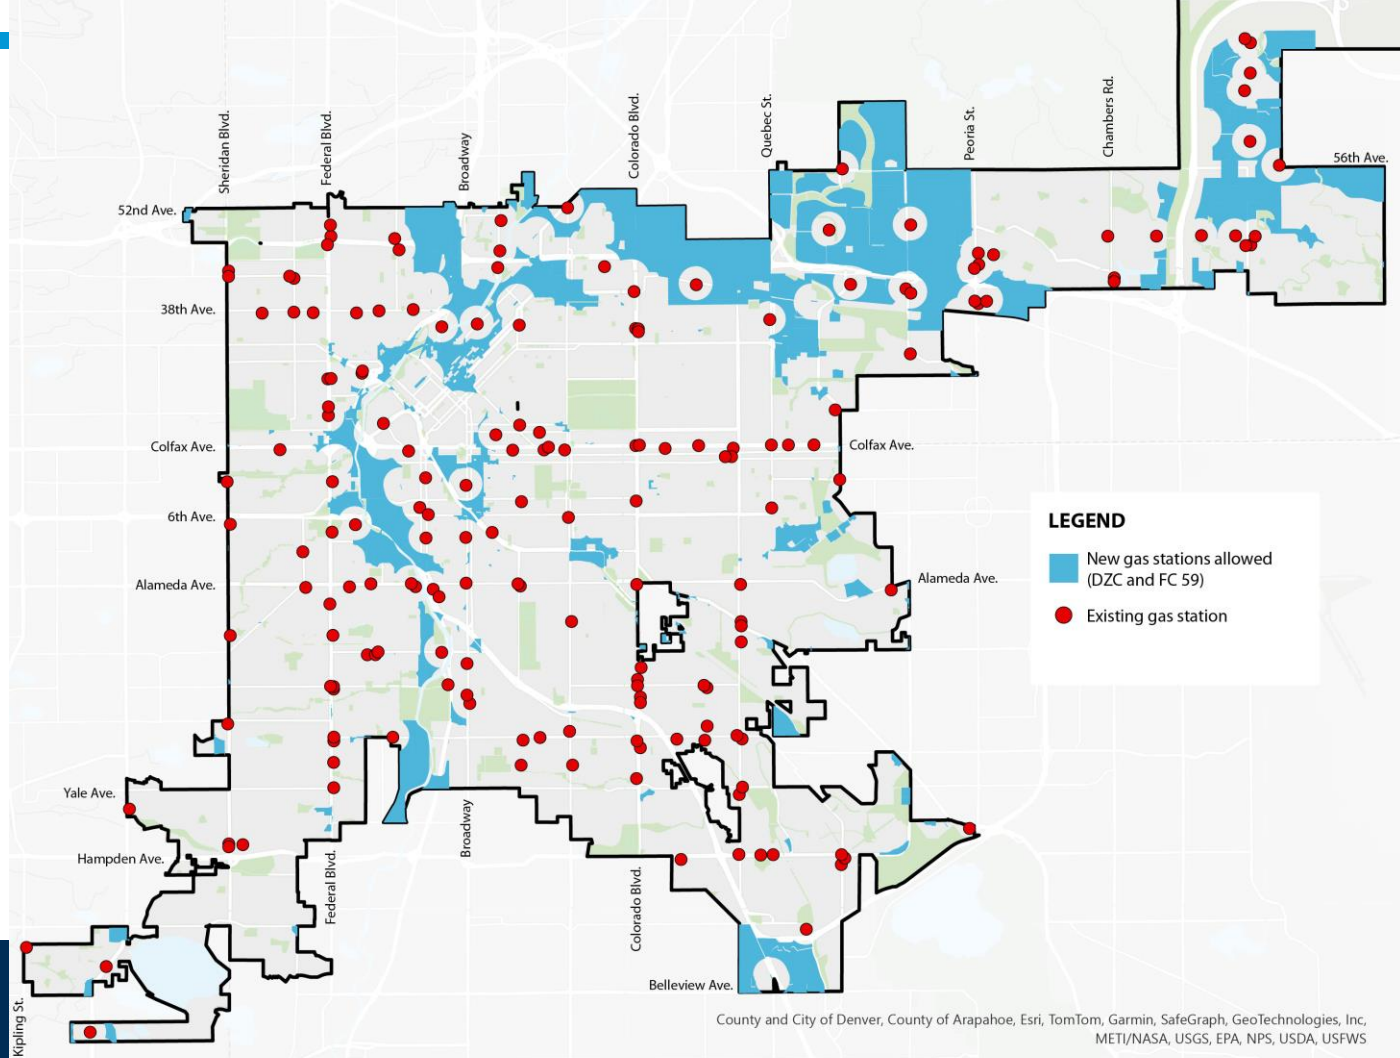 Sheridan Blvd.
Federal Blvd.
Broadway
Colorado Blvd.
Quebec St.
Peoria St.
Chambers Rd.
56th Ave.
52nd Ave.
38th Ave.
Colfax Ave.
Colfax Ave.
6th Ave.
Alameda Ave.
Alameda Ave.
LEGEND
New gas stations allowed
(DZC and FC 59)
Existing gas station
Yale Ave.
Hampden Ave.
Broadway
Federal Blvd.
Colorado Blvd.
Belleview Ave.
Kipling St.
County and City of Denver, County of Arapahoe, Esri, TomTom, Garmin, SafeGraph, GeoTechnologies, Inc,
METI/NASA, USGS, EPA, NPS, USDA, USFWS